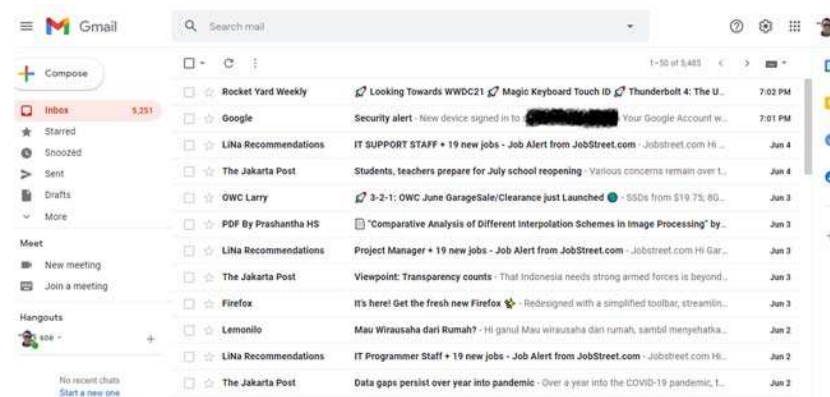 Gmail
Search mail
Compose
1-50 of 5,485
Inbox 5,251
Starred
Snoozed
Sent
Drafts
More
Meet
New meeting
Join a meeting
Hangouts
soe
No recent chats
Start a new one
Rocket Yard Weekly 🚀 Looking Towards WWDC21 🚀 Magic Keyboard Touch ID 🚀 Thunderbolt 4: The U... 7:02 PM
Google Security alert - New device signed in to Your Google Account w... 7:01 PM
LiNa Recommendations IT SUPPORT STAFF + 19 new jobs - Job Alert from JobStreet.com - Jobstreet.com Hi ... Jun 4
The Jakarta Post Students, teachers prepare for July school reopening - Various concerns remain over t... Jun 4
OWC Larry 🚀 3-2-1: OWC June GarageSale/Clearance just Launched - SSDs from $19.75, 8G... Jun 3
PDF By Prashantha HS "Comparative Analysis of Different Interpolation Schemes in Image Processing" by... Jun 3
LiNa Recommendations Project Manager + 19 new jobs - Job Alert from JobStreet.com - Jobstreet.com Hi Gar... Jun 3
The Jakarta Post Viewpoint: Transparency counts - That Indonesia needs strong armed forces is beyond... Jun 3
Firefox It's here! Get the fresh new Firefox - Redesigned with a simplified toolbar, streamlin... Jun 3
Lemonilo Mau Wirausaha dari Rumah? - Hi ganul Mau wirausaha dari rumah, sambil menyehatka... Jun 2
LiNa Recommendations IT Programmer Staff + 19 new jobs - Job Alert from JobStreet.com - Jobstreet.com Hi... Jun 2
The Jakarta Post Data gaps persist over year into pandemic - Over a year into the COVID-19 pandemic, t... Jun 2